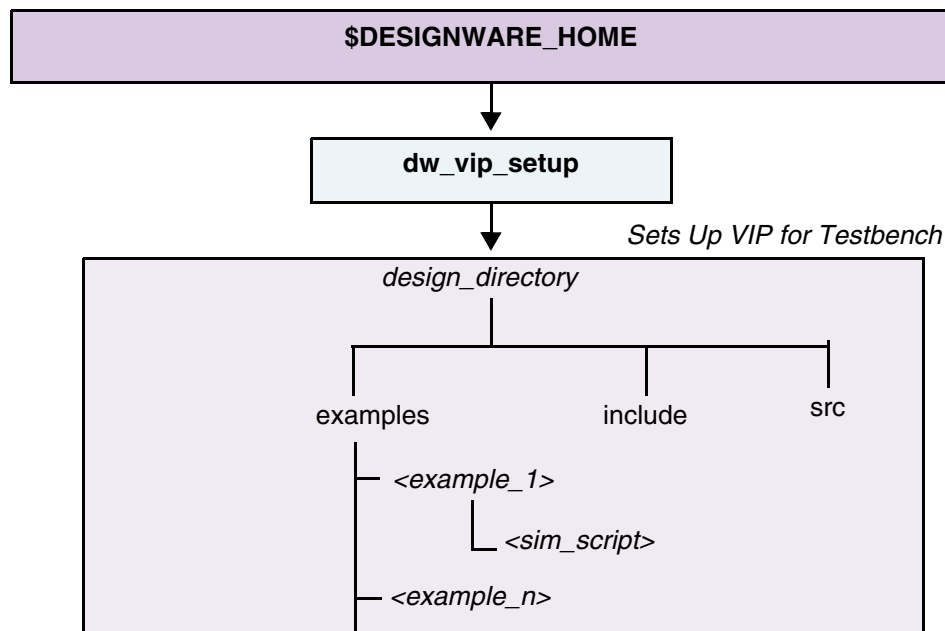 $DESIGNWARE_HOME
dw_vip_setup
Sets Up VIP for Testbench
design_directory
examples
include
src
<example_1>
<sim_script>
<example_n>